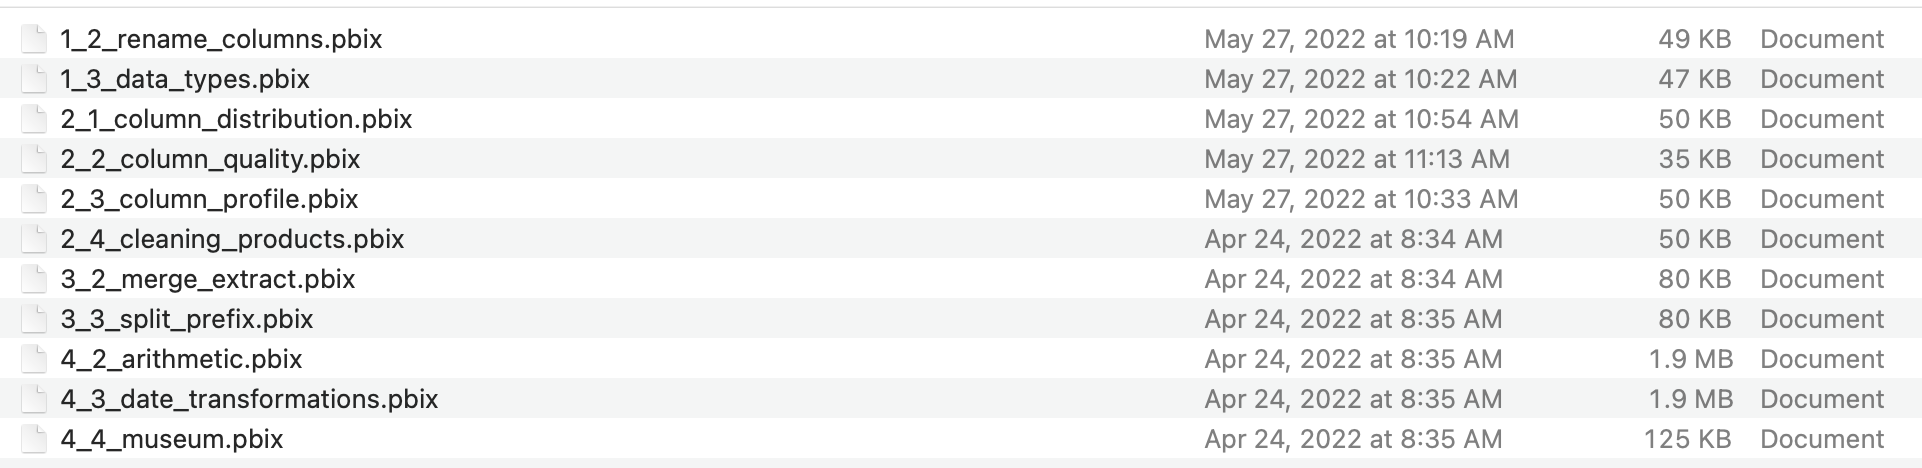 1_2_rename_columns.pbix May 27, 2022 at 10:19 AM 49 KB Document
1_3_data_types.pbix May 27, 2022 at 10:22 AM 47 KB Document
2_1_column_distribution.pbix May 27, 2022 at 10:54 AM 50 KB Document
2_2_column_quality.pbix May 27, 2022 at 11:13 AM 35 KB Document
2_3_column_profile.pbix May 27, 2022 at 10:33 AM 50 KB Document
2_4_cleaning_products.pbix Apr 24, 2022 at 8:34 AM 50 KB Document
3_2_merge_extract.pbix Apr 24, 2022 at 8:34 AM 80 KB Document
3_3_split_prefix.pbix Apr 24, 2022 at 8:35 AM 80 KB Document
4_2_arithmetic.pbix Apr 24, 2022 at 8:35 AM 1.9 MB Document
4_3_date_transformations.pbix Apr 24, 2022 at 8:35 AM 1.9 MB Document
4_4_museum.pbix Apr 24, 2022 at 8:35 AM 125 KB Document